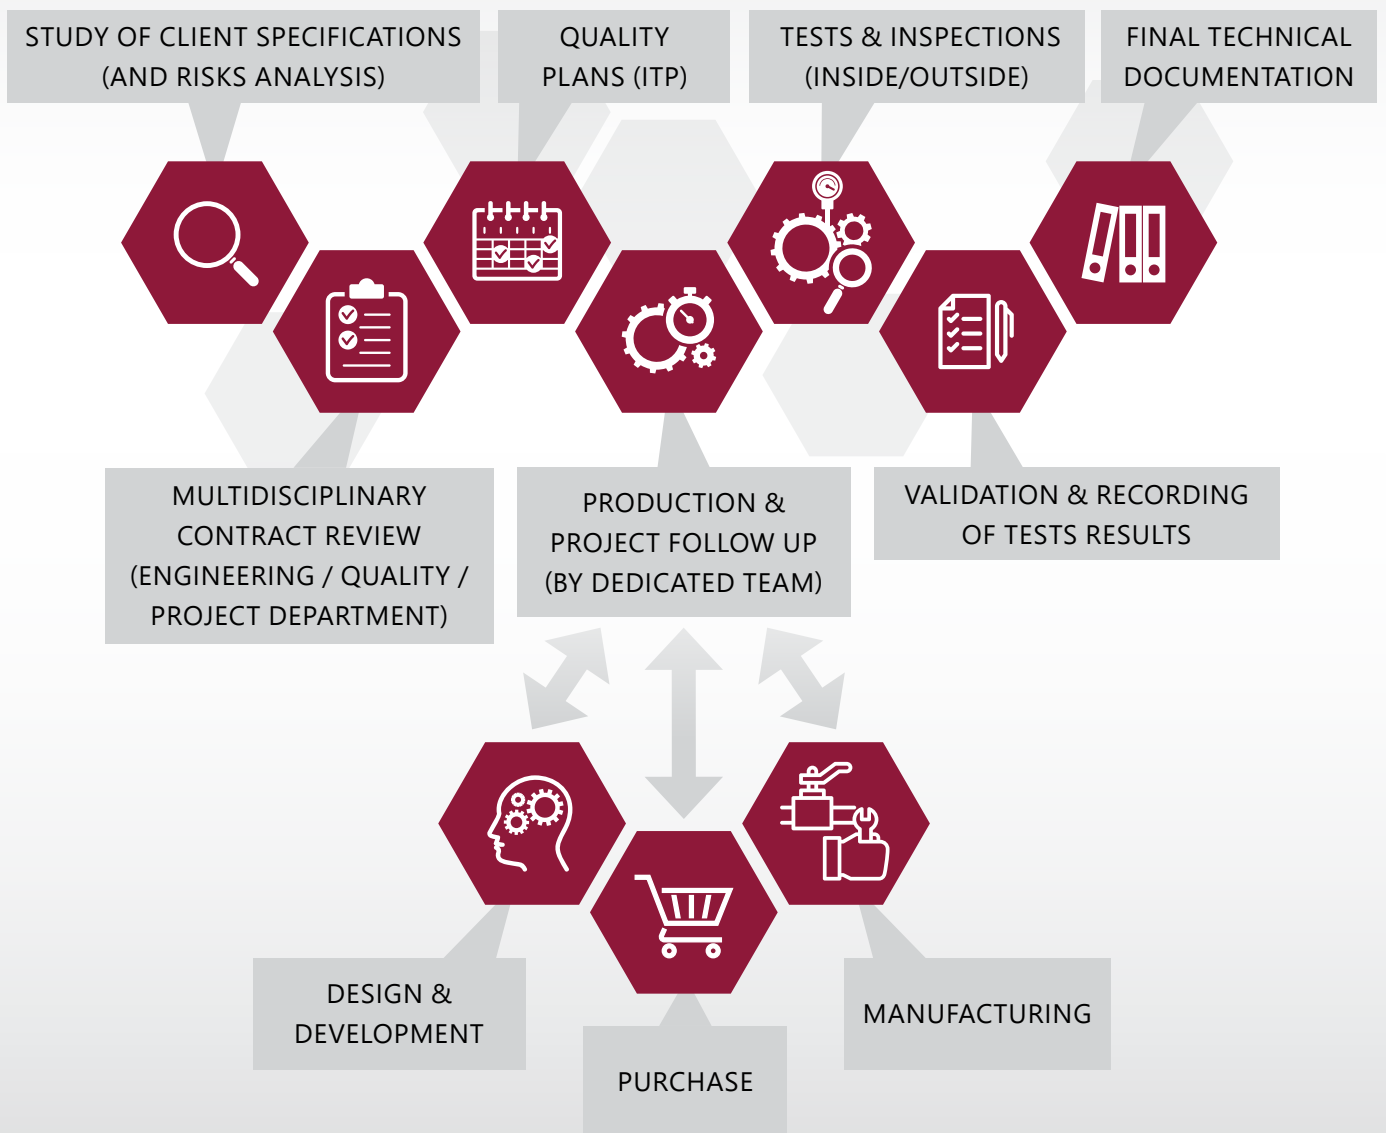 STUDY OF CLIENT SPECIFICATIONS
(AND RISKS ANALYSIS)
QUALITY
PLANS (ITP)
TESTS & INSPECTIONS
(INSIDE/OUTSIDE)
FINAL TECHNICAL
DOCUMENTATION
MULTIDISCIPLINARY
CONTRACT REVIEW
(ENGINEERING / QUALITY /
PROJECT DEPARTMENT)
PRODUCTION &
PROJECT FOLLOW UP
(BY DEDICATED TEAM)
VALIDATION & RECORDING
OF TESTS RESULTS
DESIGN &
DEVELOPMENT
PURCHASE
MANUFACTURING